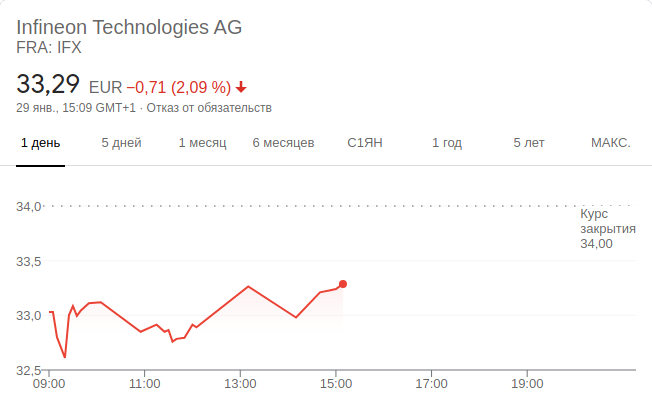 Infineon Technologies AG
FRA: IFX
33,29 EUR −0,71 (2,09 %)
29 янв., 15:09 GMT+1 · Отказ от обязательств
1 день 5 дней 1 месяц 6 месяцев С1ЯН 1 год 5 лет МАКС.
34,0
Курс
закрытия
34,00
33,5
33,0
32,5
09:00 11:00 13:00 15:00 17:00 19:00